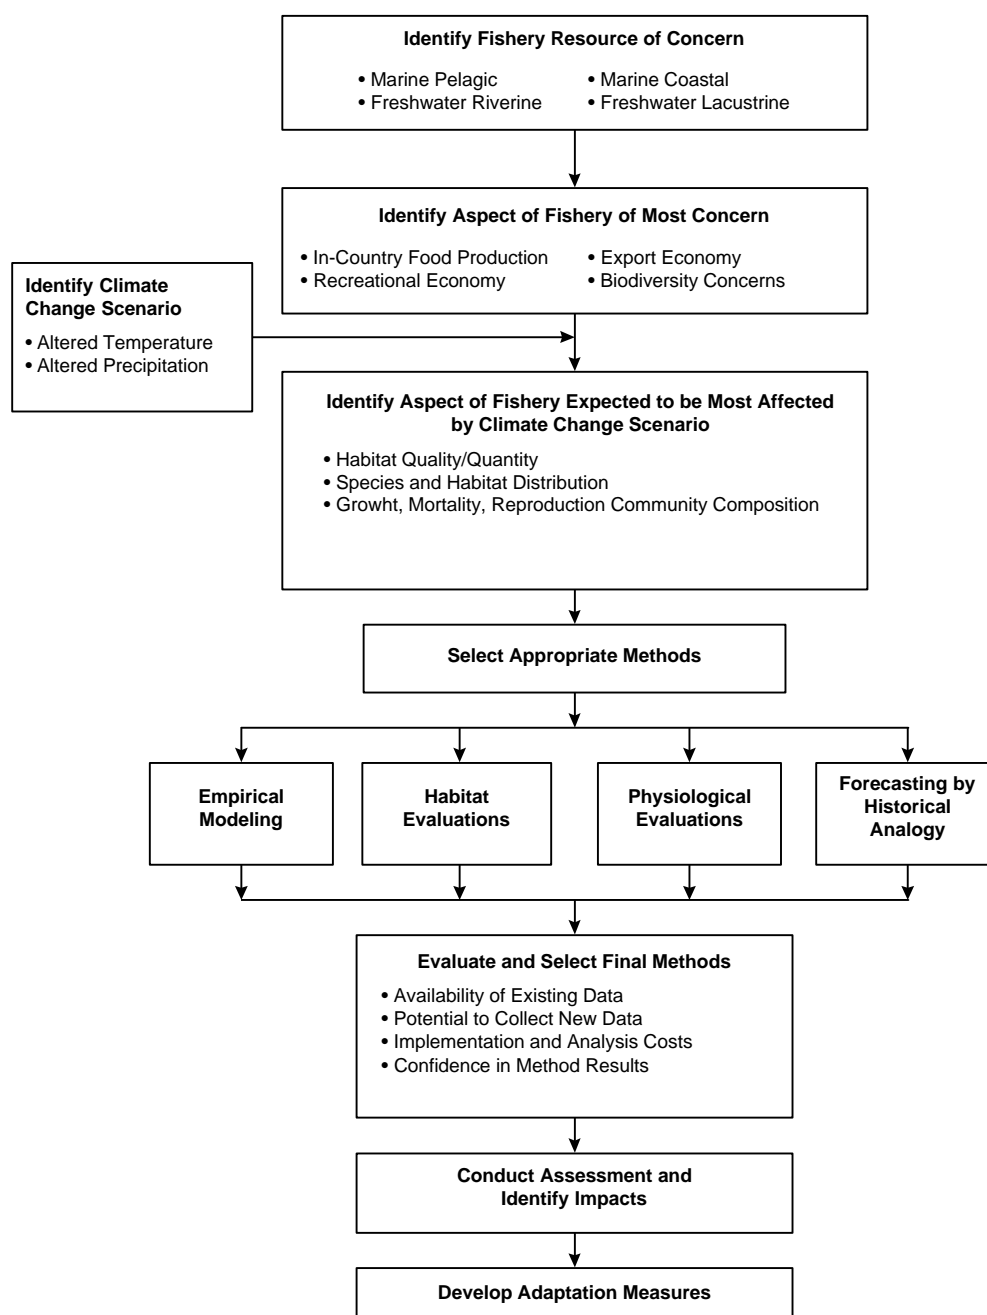 Identify Fishery Resource of Concern
• Marine Pelagic • Marine Coastal
• Freshwater Riverine • Freshwater Lacustrine
Identify Aspect of Fishery of Most Concern
• In-Country Food Production • Export Economy
• Recreational Economy • Biodiversity Concerns
Identify Climate
Change Scenario
• Altered Temperature
• Altered Precipitation
Identify Aspect of Fishery Expected to be Most Affected
by Climate Change Scenario
• Habitat Quality/Quantity
• Species and Habitat Distribution
• Growht, Mortality, Reproduction Community Composition
Select Appropriate Methods
Empirical
Modeling
Habitat
Evaluations
Physiological
Evaluations
Forecasting by
Historical
Analogy
Evaluate and Select Final Methods
• Availability of Existing Data
• Potential to Collect New Data
• Implementation and Analysis Costs
• Confidence in Method Results
Conduct Assessment and
Identify Impacts
Develop Adaptation Measures